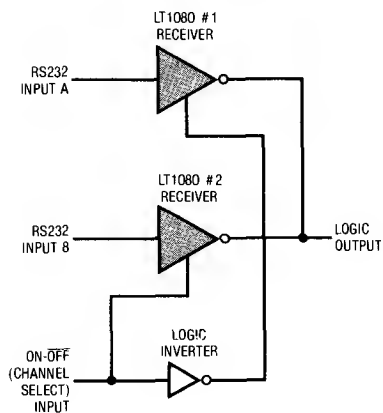 LT1080 #1
RECEIVER
RS232
INPUT A
LT1080 #2
RECEIVER
RS232
INPUT 8
LOGIC
OUTPUT
LOGIC
INVERTER
ON-OFF
(CHANNEL
SELECT)
INPUT